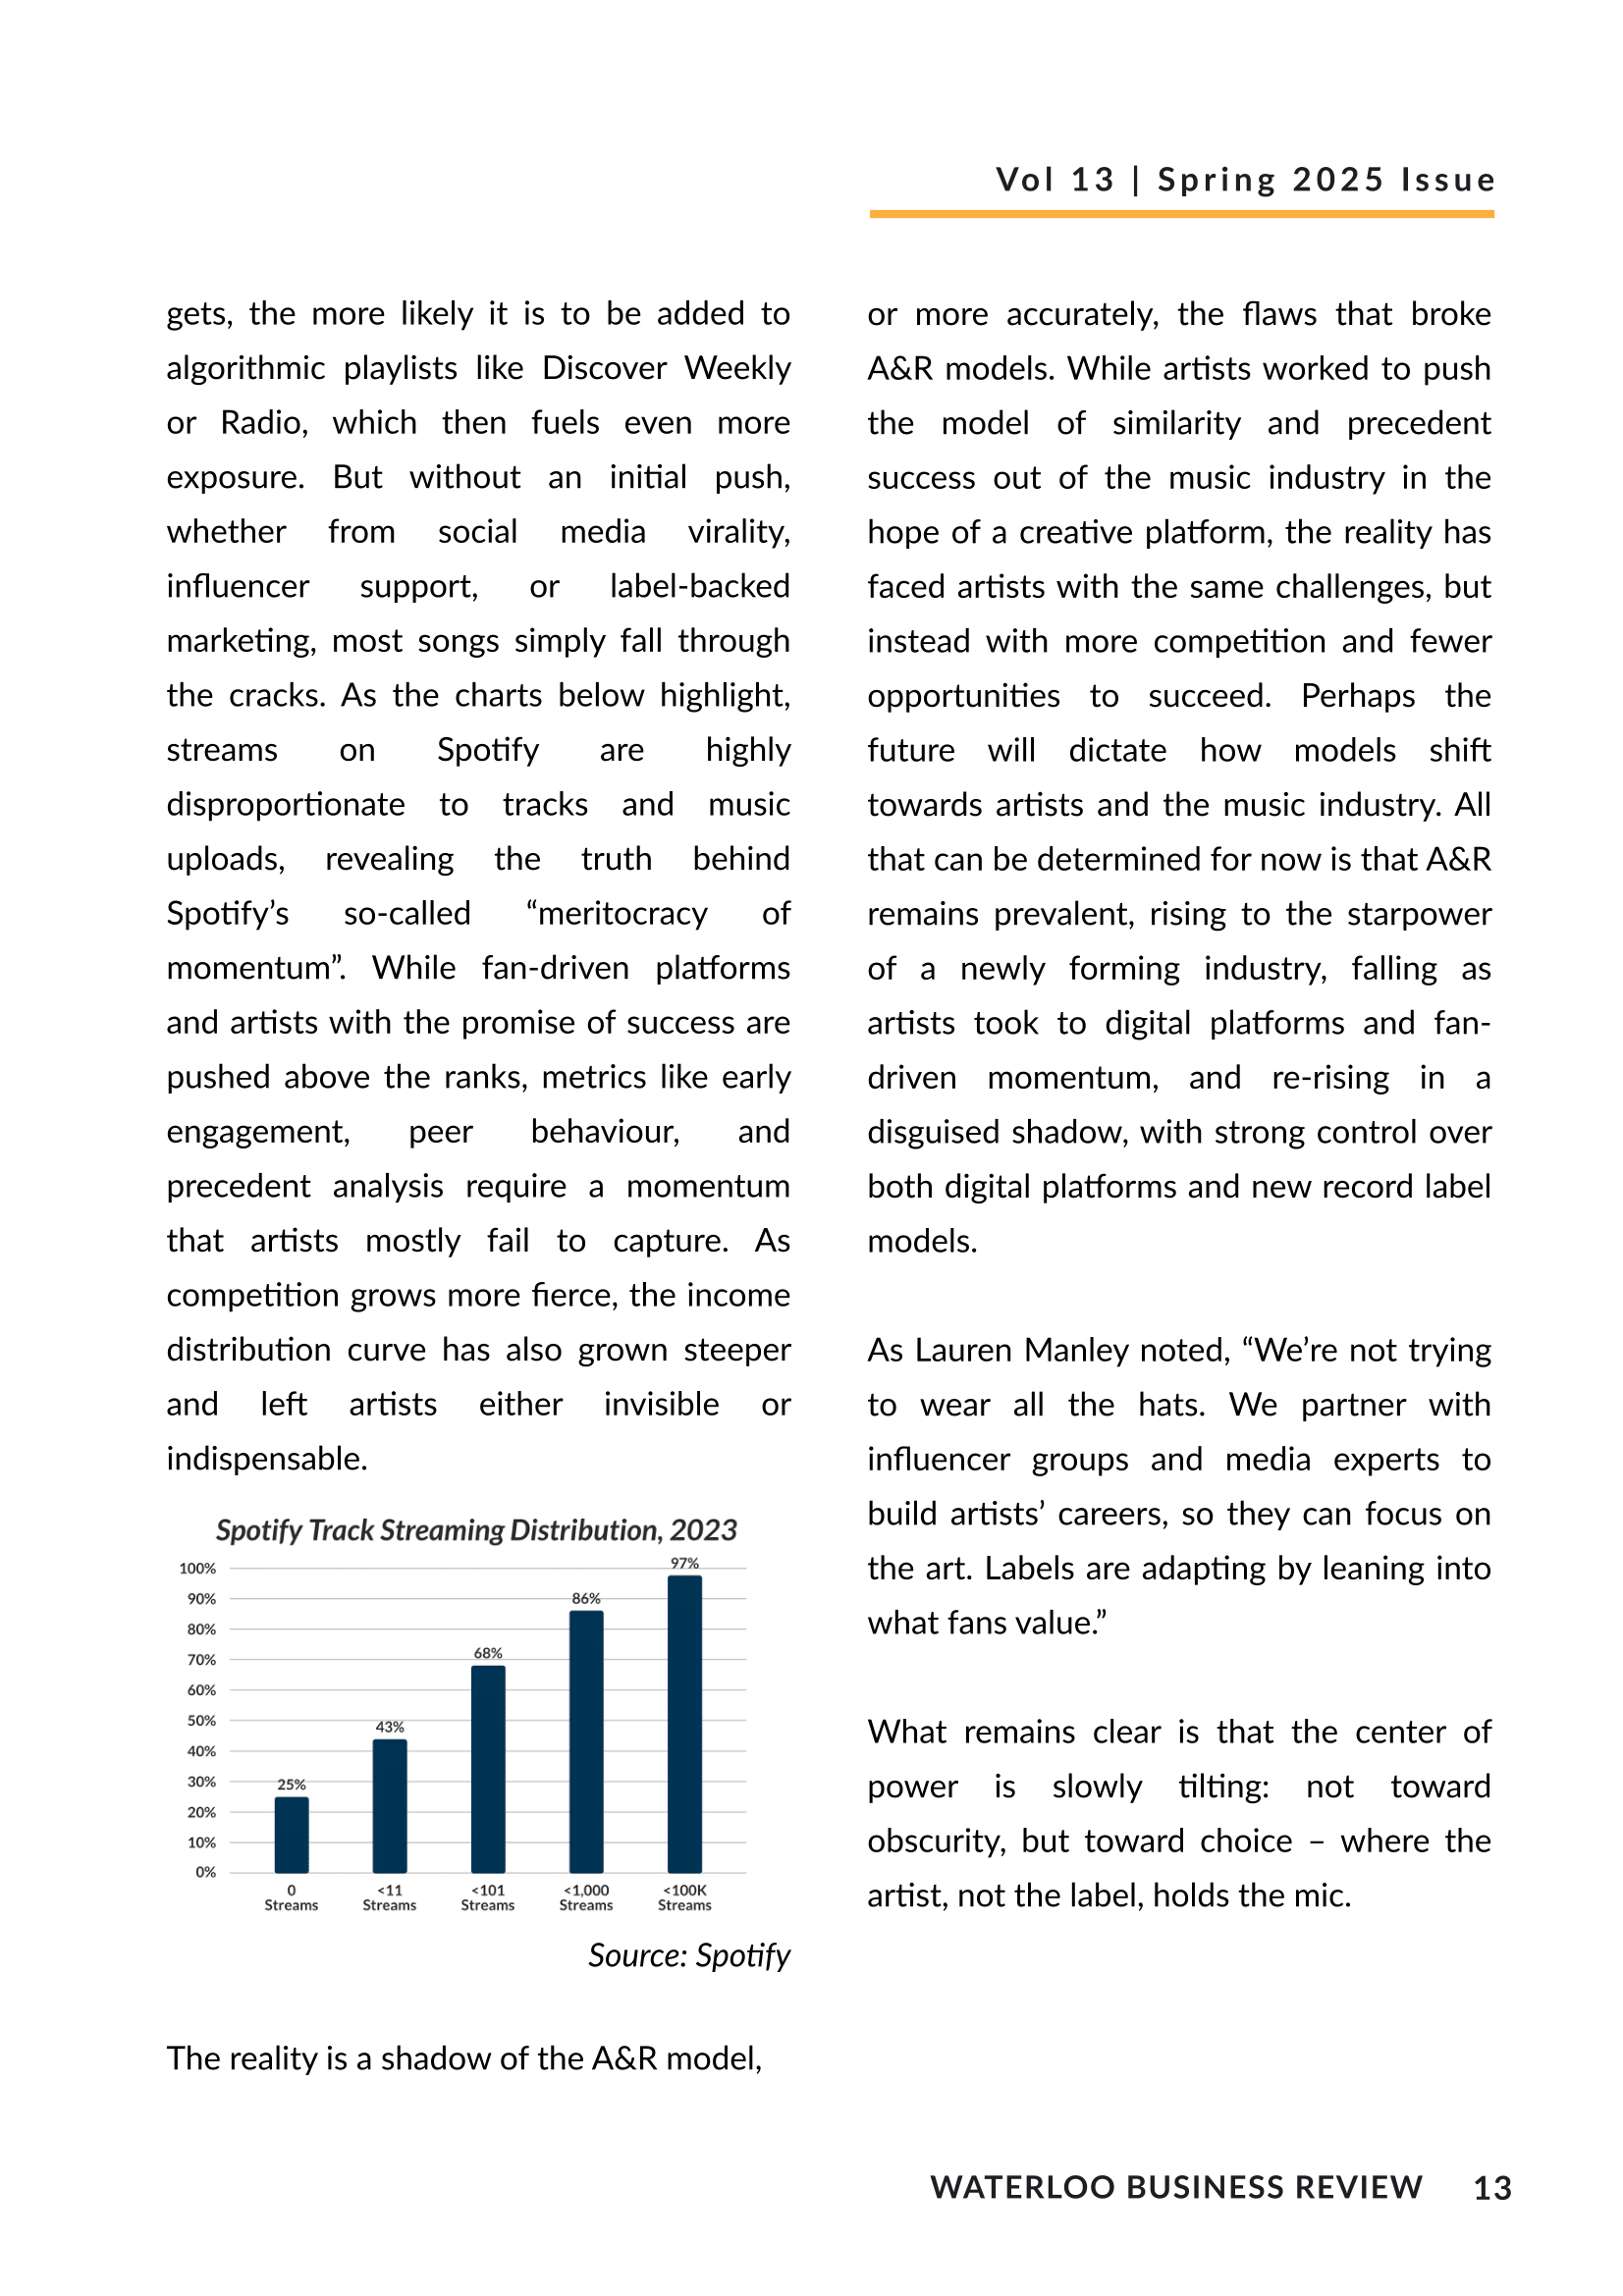 Vol 13 | Spring 2025 Issue
gets, the more likely it is to be added to
algorithmic playlists like Discover Weekly
or Radio, which then fuels even more
exposure. But without an initial push,
whether from social media virality,
influencer support, or label-backed
marketing, most songs simply fall through
the cracks. As the charts below highlight,
streams on Spotify are highly
disproportionate to tracks and music
uploads, revealing the truth behind
Spotify’s so-called “meritocracy of
momentum”. While fan-driven platforms
and artists with the promise of success are
pushed above the ranks, metrics like early
engagement, peer behaviour, and
precedent analysis require a momentum
that artists mostly fail to capture. As
competition grows more fierce, the income
distribution curve has also grown steeper
and left artists either invisible or
indispensable.
Spotify Track Streaming Distribution, 2023
100%
90%
80%
70%
60%
50%
40%
30%
20%
10%
0%
25%
43%
68%
86%
97%
0
Streams
<11
Streams
<101
Streams
<1,000
Streams
<100K
Streams
Source: Spotify
The reality is a shadow of the A&R model,
or more accurately, the flaws that broke
A&R models. While artists worked to push
the model of similarity and precedent
success out of the music industry in the
hope of a creative platform, the reality has
faced artists with the same challenges, but
instead with more competition and fewer
opportunities to succeed. Perhaps the
future will dictate how models shift
towards artists and the music industry. All
that can be determined for now is that A&R
remains prevalent, rising to the starpower
of a newly forming industry, falling as
artists took to digital platforms and fan-
driven momentum, and re-rising in a
disguised shadow, with strong control over
both digital platforms and new record label
models.
As Lauren Manley noted, “We’re not trying
to wear all the hats. We partner with
influencer groups and media experts to
build artists’ careers, so they can focus on
the art. Labels are adapting by leaning into
what fans value.”
What remains clear is that the center of
power is slowly tilting: not toward
obscurity, but toward choice – where the
artist, not the label, holds the mic.
WATERLOO BUSINESS REVIEW 13